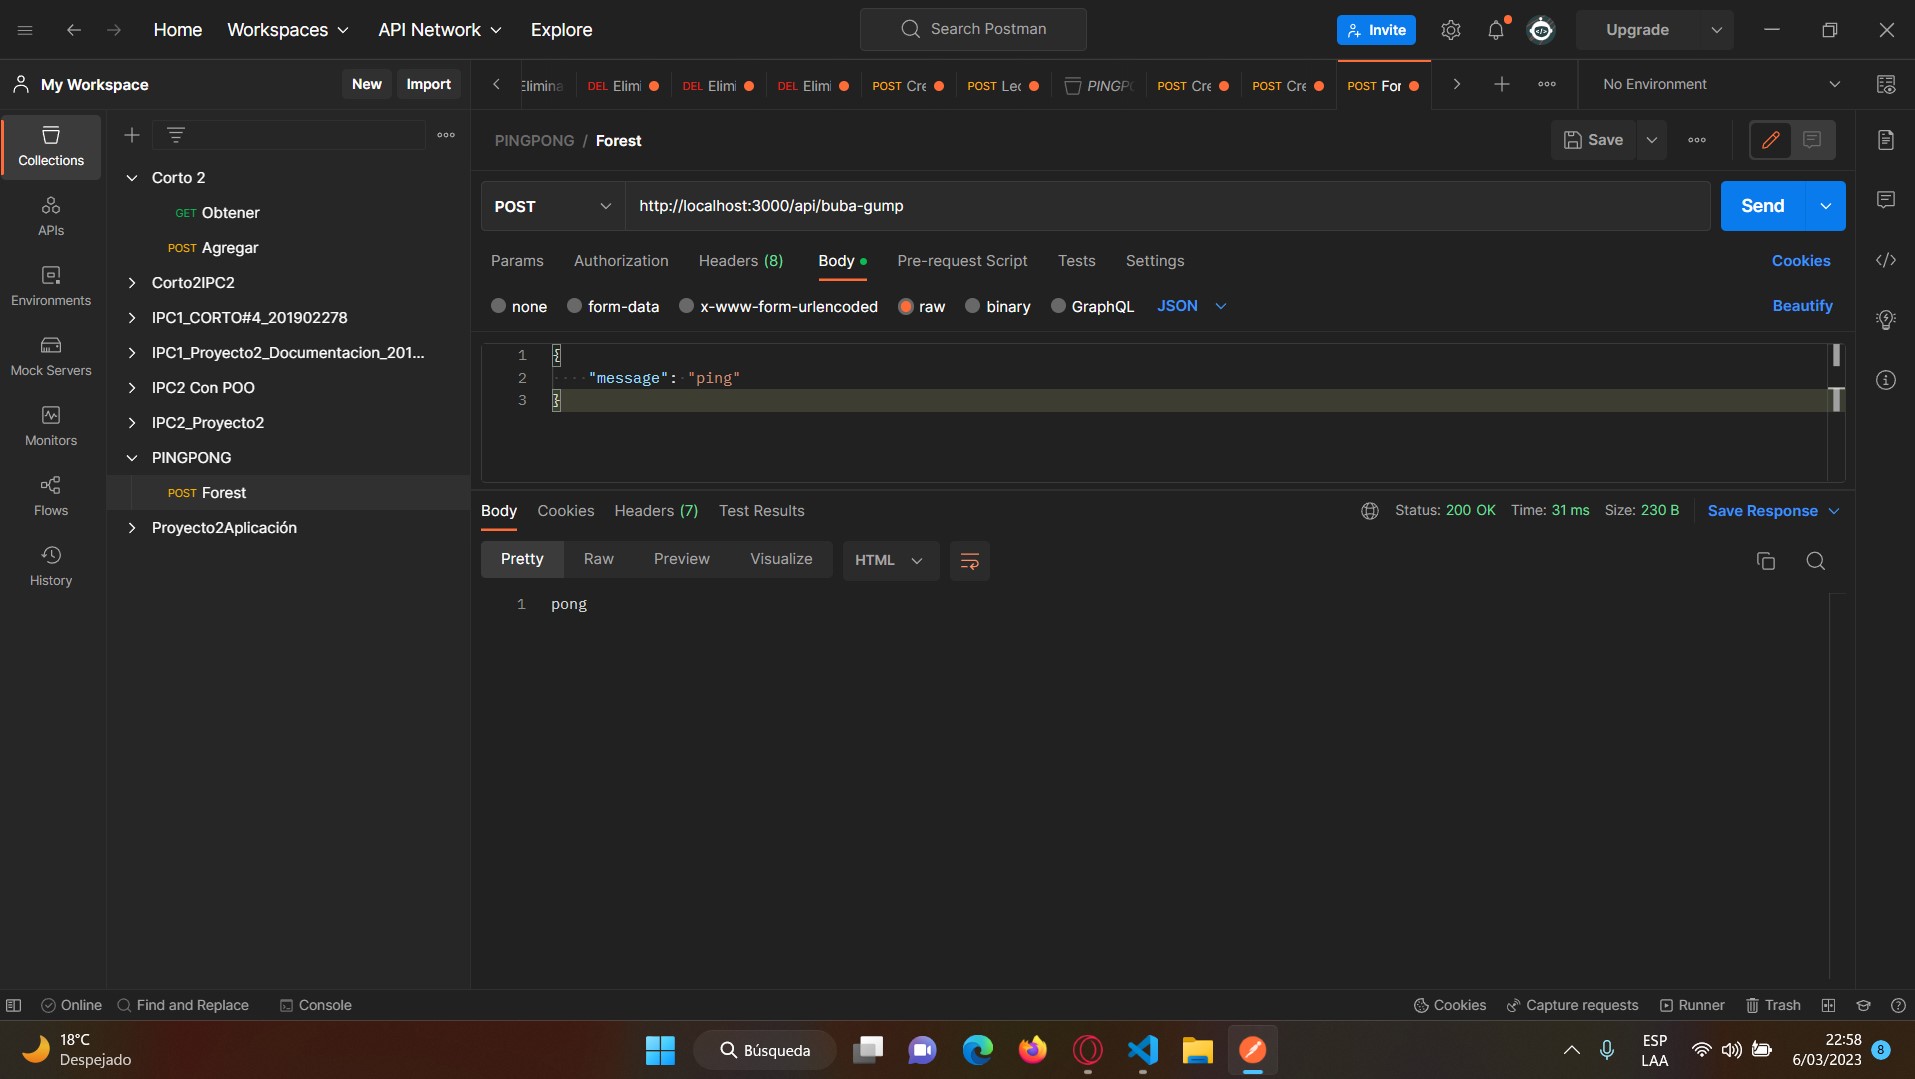 Home Workspaces API Network Explore Search Postman Invite Upgrade
My Workspace New Import
Elimina DEL Elimi DEL Elimi DEL Elimi POST Cre POST Lec PINGPO POST Cre POST Cre POST For No Environment
Collections
APIs
Environments
Mock Servers
Monitors
Flows
History
Corto 2
GET Obtener
POST Agregar
Corto2IPC2
IPC1_CORTO#4_201902278
IPC1_Proyecto2_Documentacion_201...
IPC2 Con POO
IPC2_Proyecto2
PINGPONG
POST Forest
Proyecto2Aplicación
PINGPONG / Forest Save
POST http://localhost:3000/api/buba-gump Send
Params Authorization Headers (8) Body Pre-request Script Tests Settings Cookies
none form-data x-www-form-urlencoded raw binary GraphQL JSON Beautify
1 {
2 ····"message":·"ping"
3 }
Body Cookies Headers (7) Test Results Status: 200 OK Time: 31 ms Size: 230 B Save Response
Pretty Raw Preview Visualize HTML
1 pong
Online Find and Replace Console Cookies Capture requests Runner Trash
18°C
Despejado
Búsqueda
ESP
LAA
22:58
6/03/2023
8